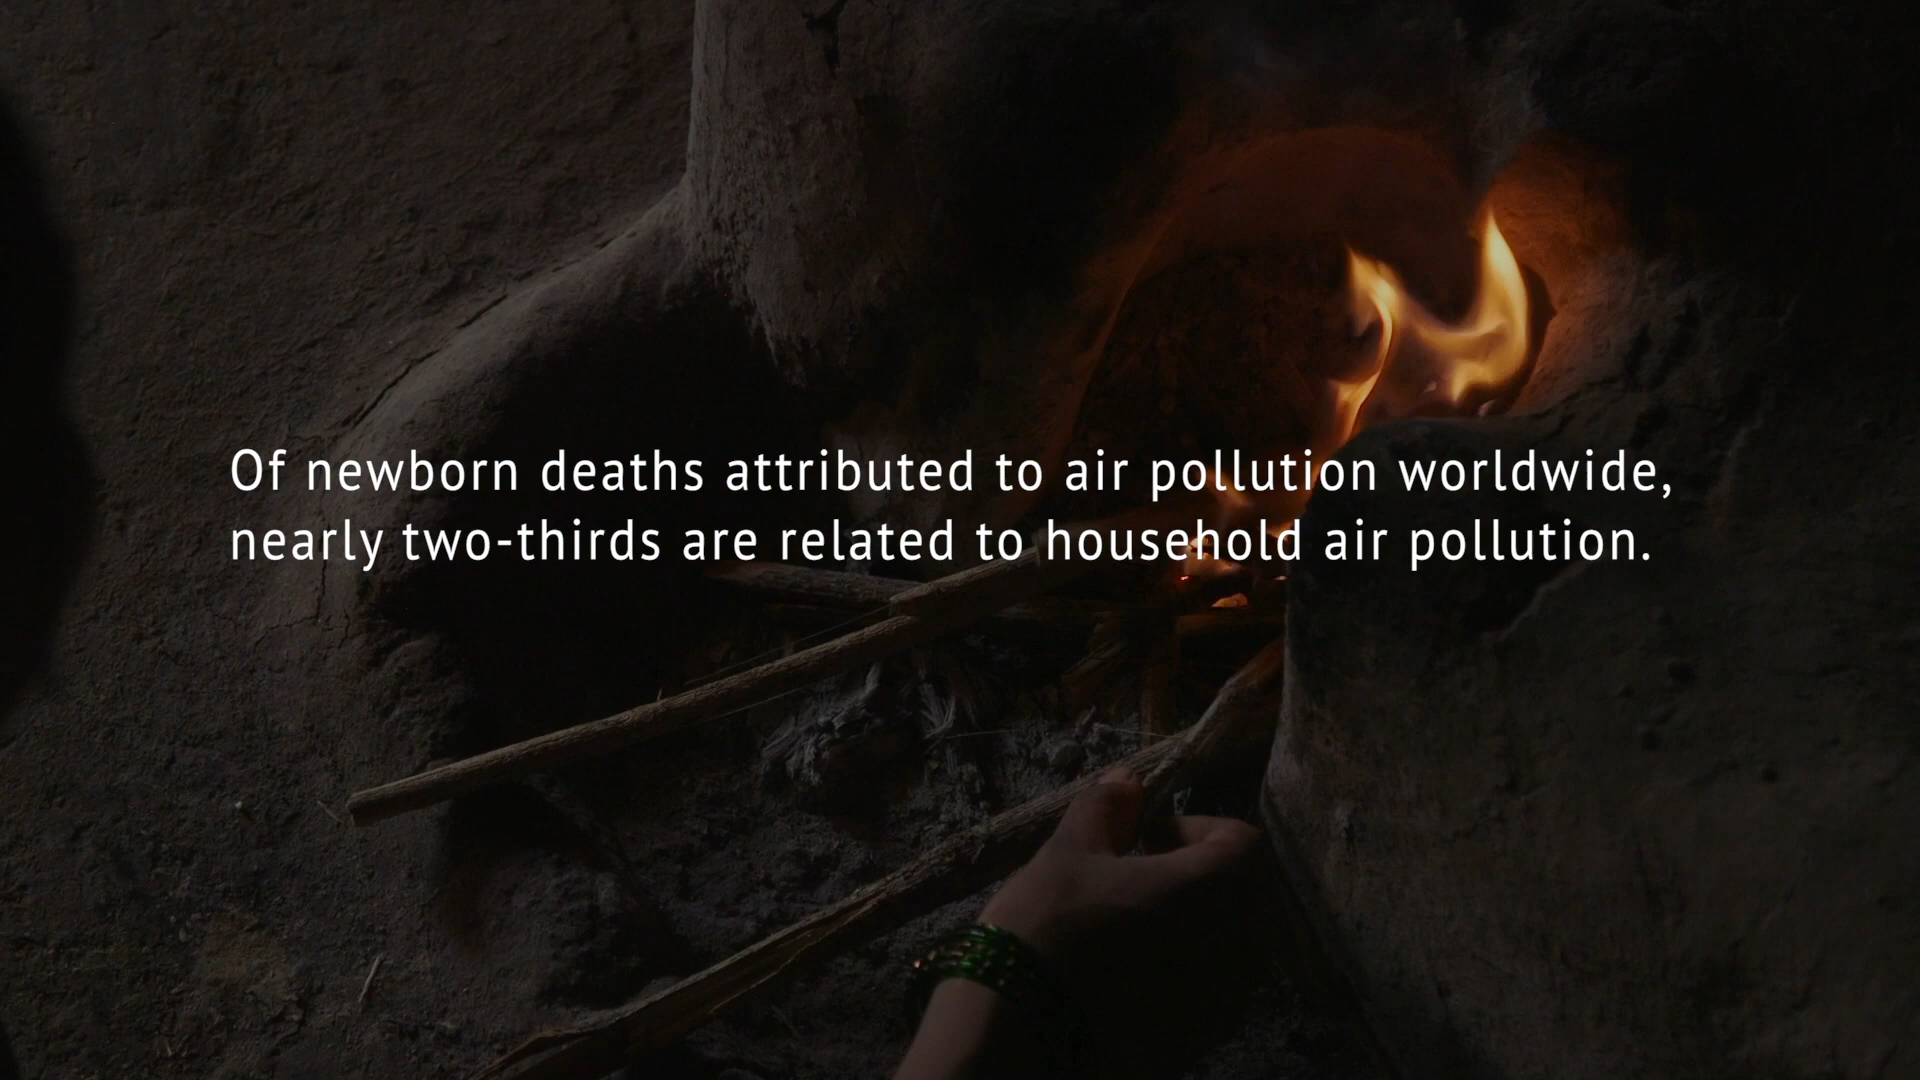 Of newborn deaths attributed to air pollution worldwide,
nearly two-thirds are related to household air pollution.